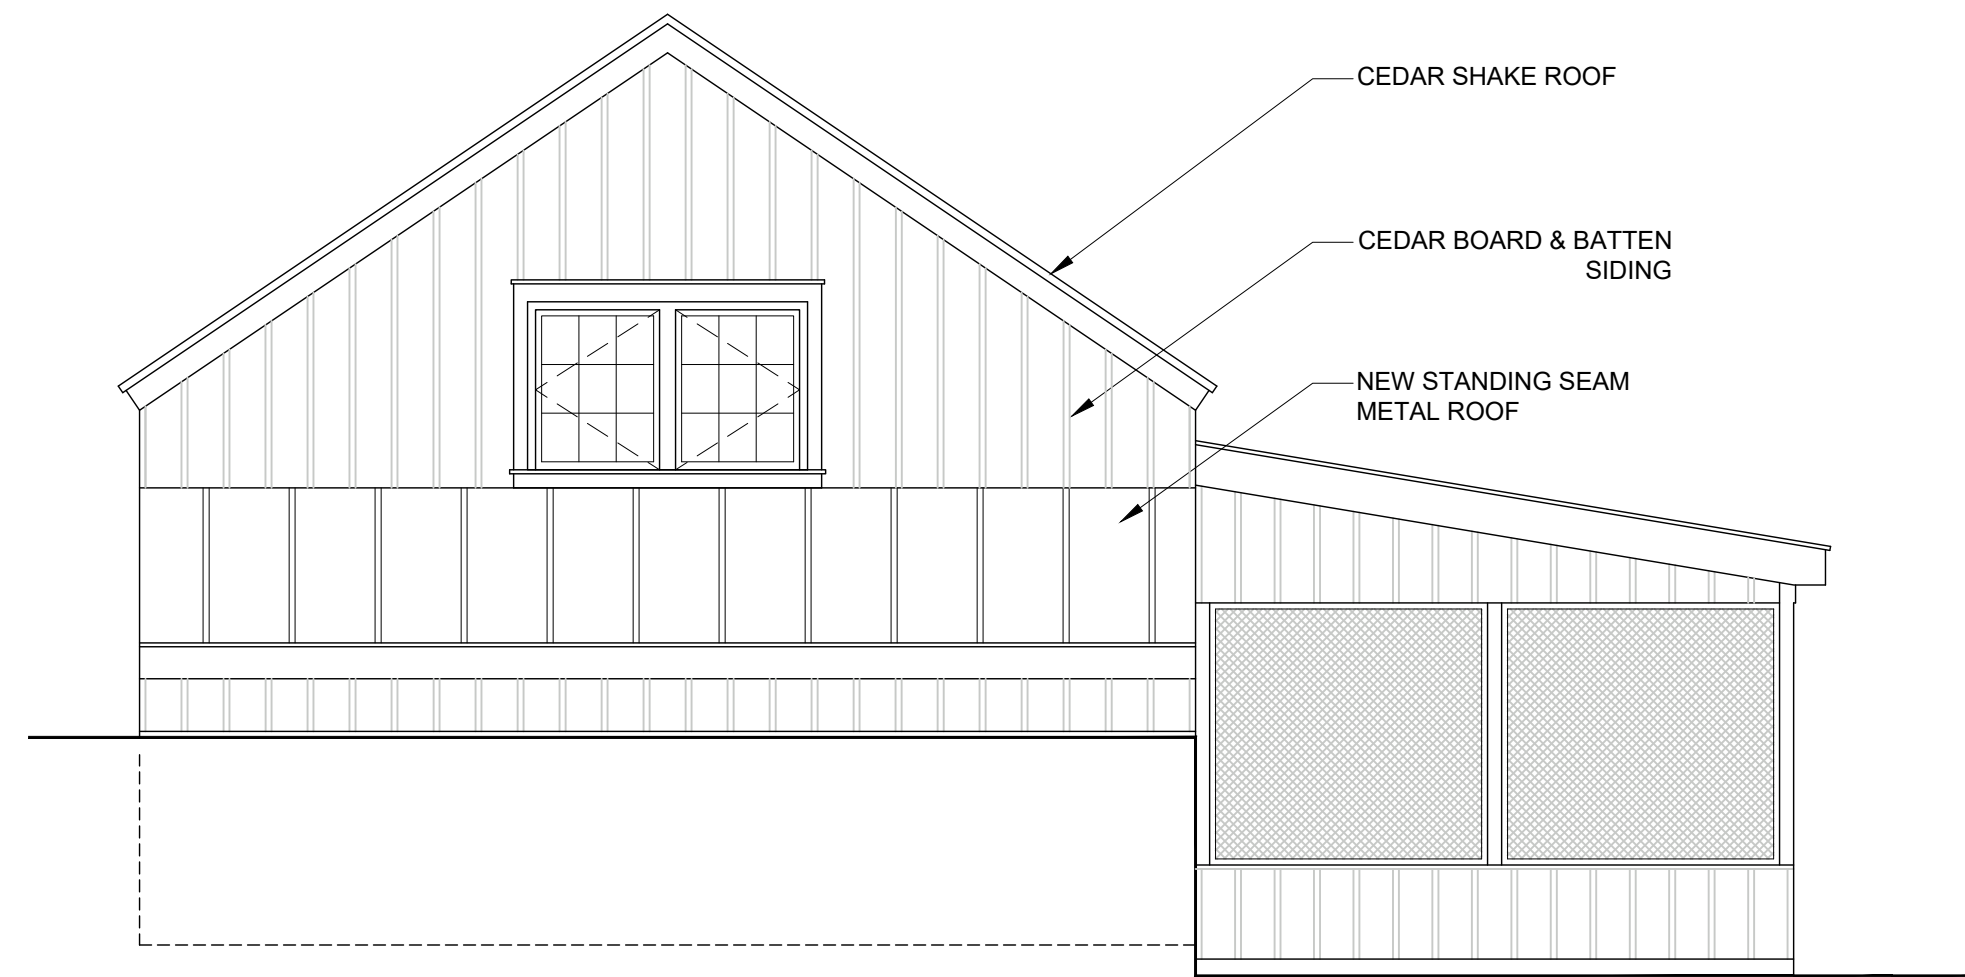 CEDAR SHAKE ROOF
CEDAR BOARD & BATTEN
SIDING
NEW STANDING SEAM
METAL ROOF